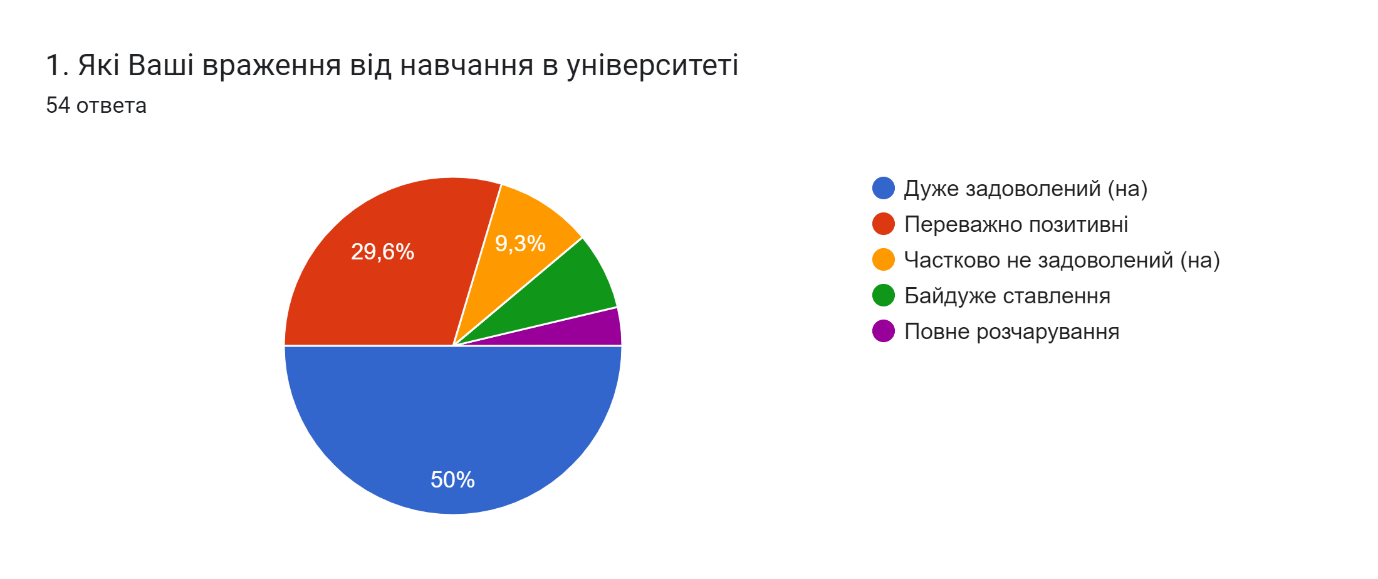 1. Які Ваші враження від навчання в університеті
54 ответа
29,6%
9,3%
50%
Дуже задоволений (на)
Переважно позитивні
Частково не задоволений (на)
Байдуже ставлення
Повне розчарування